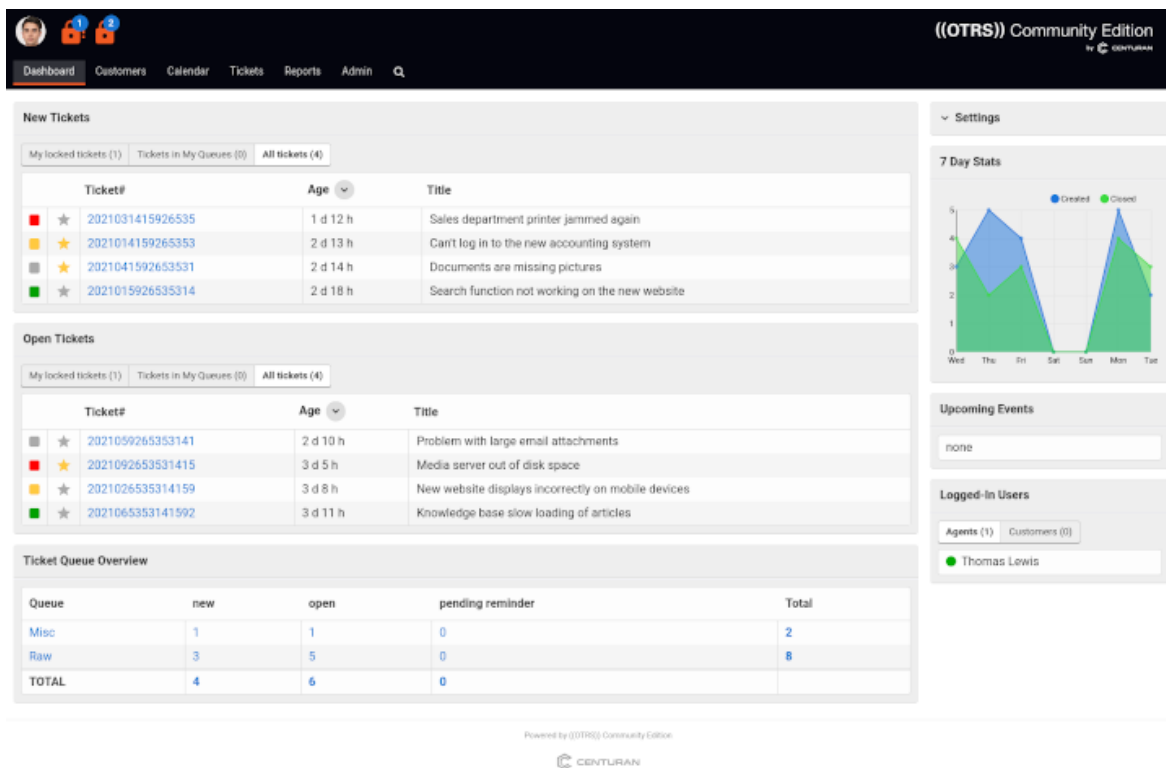 1 2
((OTRS)) Community Edition
by CENTURAN
Dashboard Customers Calendar Tickets Reports Admin
New Tickets
My locked tickets (1) Tickets in My Queues (0) All tickets (4)
Ticket# Age Title
2021031415926535 1 d 12 h Sales department printer jammed again
2021014159265353 2 d 13 h Can't log in to the new accounting system
2021041592653531 2 d 14 h Documents are missing pictures
2021015926535314 2 d 18 h Search function not working on the new website
Open Tickets
My locked tickets (1) Tickets in My Queues (0) All tickets (4)
Ticket# Age Title
2021059265353141 2 d 10 h Problem with large email attachments
2021092653531415 3 d 5 h Media server out of disk space
2021026535314159 3 d 8 h New website displays incorrectly on mobile devices
2021065353141592 3 d 11 h Knowledge base slow loading of articles
Ticket Queue Overview
Queue new open pending reminder Total
Misc 1 1 0 2
Raw 3 5 0 8
TOTAL 4 6 0
Settings
7 Day Stats
Created Closed
5
4
3
2
1
0
Wed Thu Fri Sat Sun Mon Tue
Upcoming Events
none
Logged-In Users
Agents (1) Customers (0)
Thomas Lewis
Powered by ((OTRS)) Community Edition
CENTURAN